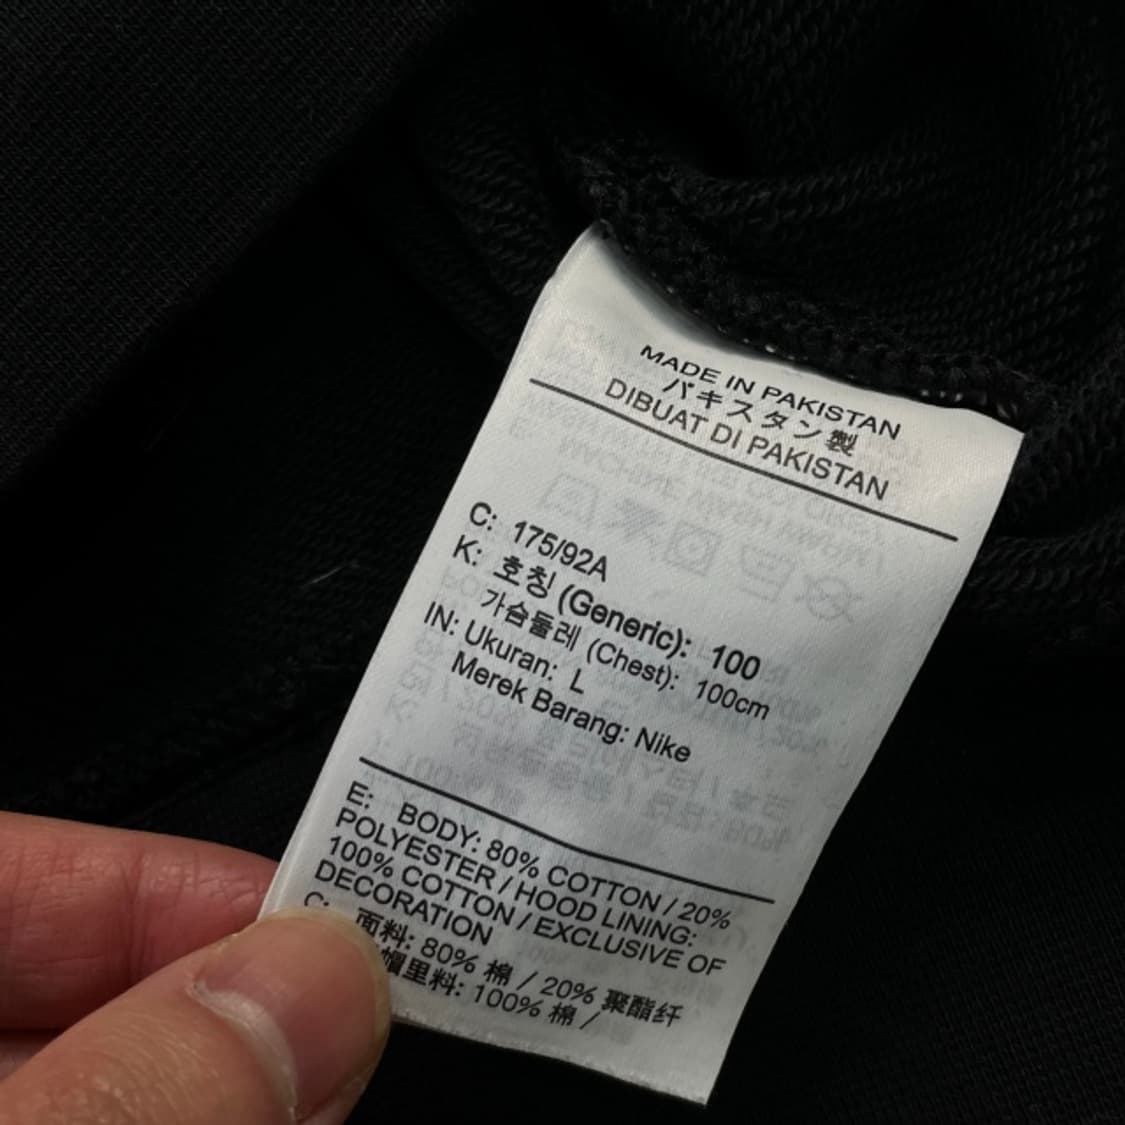 MADE IN PAKISTAN
パキスタン製
DIBUAT DI PAKISTAN
C: 175/92A
K: 호칭 (Generic): 100
가슴둘레 (Chest): 100cm
IN: Ukuran: L
Merek Barang: Nike
E: BODY: 80% COTTON / 20%
POLYESTER / HOOD LINING:
100% COTTON / EXCLUSIVE OF
DECORATION
C: 面料: 80% 棉 / 20% 聚酯纤
帽里料: 100% 棉 /